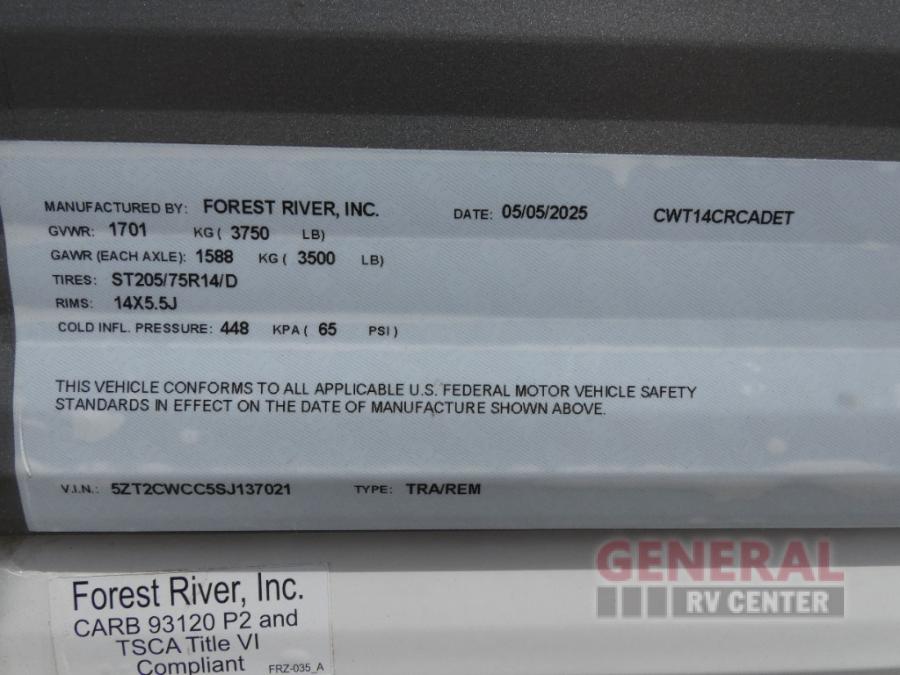 MANUFACTURED BY: FOREST RIVER, INC. DATE: 05/05/2025 CWT14CRCADET
GVWR: 1701 KG ( 3750 LB)
GAWR (EACH AXLE): 1588 KG ( 3500 LB)
TIRES: ST205/75R14/D
RIMS: 14X5.5J
COLD INFL. PRESSURE: 448 KPA ( 65 PSI )
THIS VEHICLE CONFORMS TO ALL APPLICABLE U.S. FEDERAL MOTOR VEHICLE SAFETY
STANDARDS IN EFFECT ON THE DATE OF MANUFACTURE SHOWN ABOVE.
V.I.N.: 5ZT2CWCC5SJ137021 TYPE: TRA/REM
Forest River, Inc.
CARB 93120 P2 and
TSCA Title VI
Compliant FRZ-035_A
GENERAL
RV CENTER